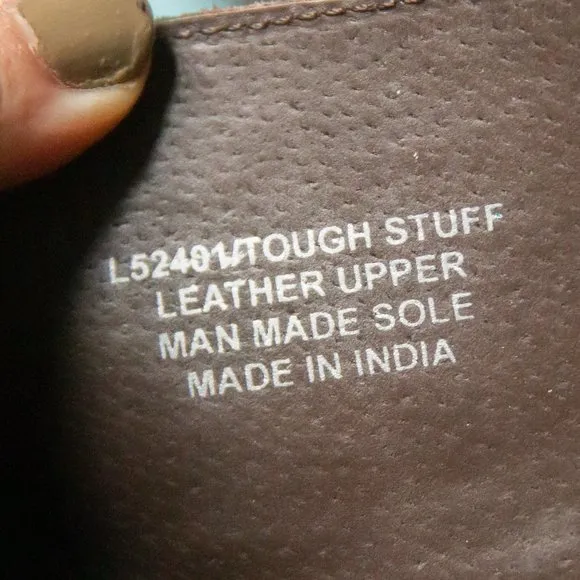 L52401/TOUGH STUFF
LEATHER UPPER
MAN MADE SOLE
MADE IN INDIA